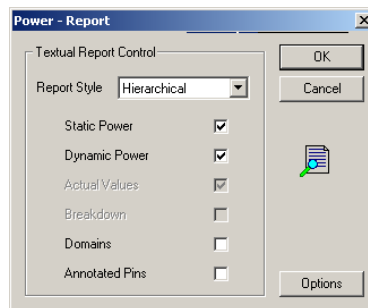 Power - Report
Textual Report Control
OK
Report Style Hierarchical
Cancel
Static Power
Dynamic Power
Actual Values
Breakdown
Domains
Annotated Pins
Options